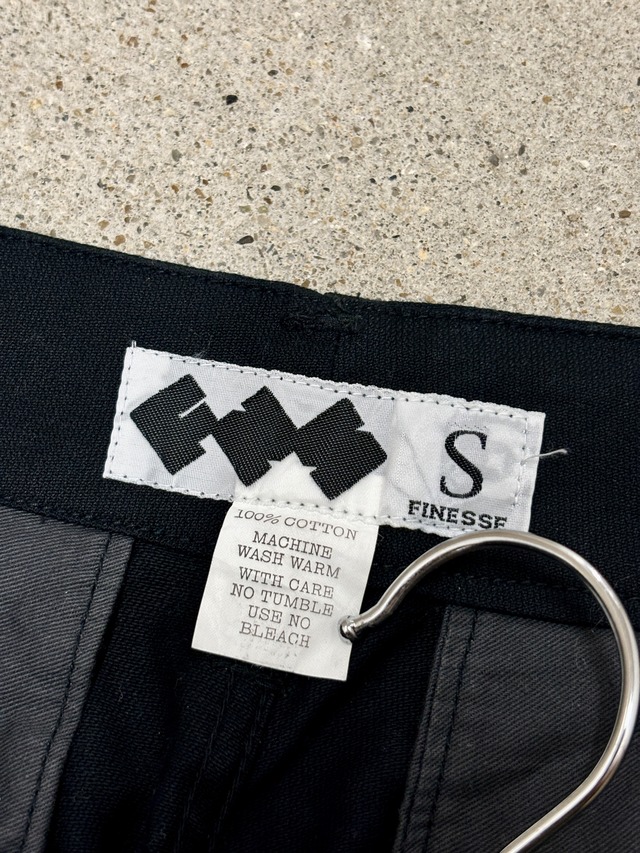 S
FINESSE
100% COTTON
MACHINE
WASH WARM
WITH CARE
NO TUMBLE
USE NO
BLEACH